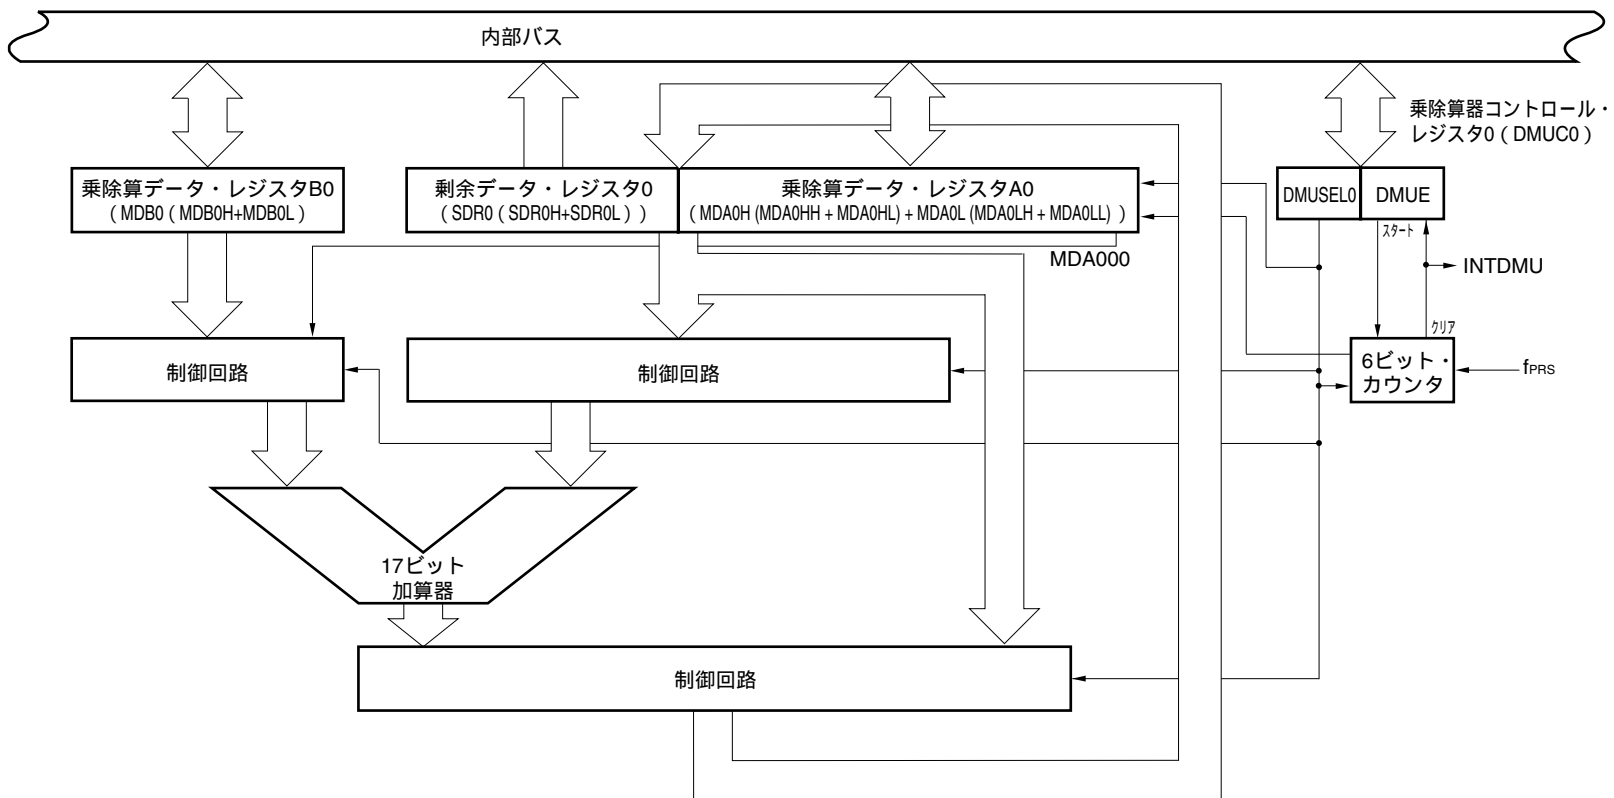 内部バス
乗除算器コントロール・
レジスタ0（DMUC0）
乗除算データ・レジスタB0
（MDB0（MDB0H+MDB0L）
剰余データ・レジスタ0
（SDR0（SDR0H+SDR0L））
乗除算データ・レジスタA0
（MDA0H (MDA0HH + MDA0HL) + MDA0L (MDA0LH + MDA0LL) ）
DMUSEL0
DMUE
スタート
MDA000
INTDMU
クリア
制御回路
制御回路
6ビット・
カウンタ
fPRS
17ビット
加算器
制御回路